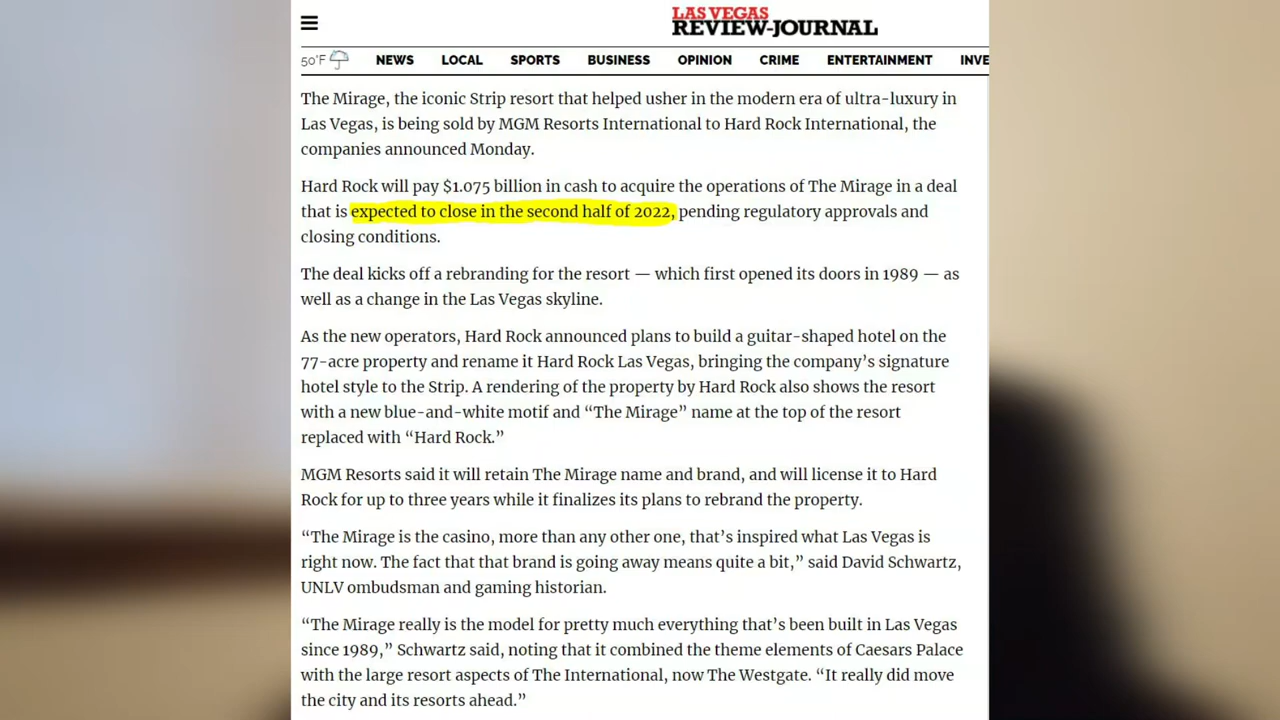 LAS VEGAS
REVIEW-JOURNAL
50°F
NEWS LOCAL SPORTS BUSINESS OPINION CRIME ENTERTAINMENT INVE
The Mirage, the iconic Strip resort that helped usher in the modern era of ultra-luxury in
Las Vegas, is being sold by MGM Resorts International to Hard Rock International, the
companies announced Monday.
Hard Rock will pay $1.075 billion in cash to acquire the operations of The Mirage in a deal
that is expected to close in the second half of 2022, pending regulatory approvals and
closing conditions.
The deal kicks off a rebranding for the resort — which first opened its doors in 1989 — as
well as a change in the Las Vegas skyline.
As the new operators, Hard Rock announced plans to build a guitar-shaped hotel on the
77-acre property and rename it Hard Rock Las Vegas, bringing the company's signature
hotel style to the Strip. A rendering of the property by Hard Rock also shows the resort
with a new blue-and-white motif and “The Mirage” name at the top of the resort
replaced with “Hard Rock.”
MGM Resorts said it will retain The Mirage name and brand, and will license it to Hard
Rock for up to three years while it finalizes its plans to rebrand the property.
“The Mirage is the casino, more than any other one, that's inspired what Las Vegas is
right now. The fact that that brand is going away means quite a bit,” said David Schwartz,
UNLV ombudsman and gaming historian.
“The Mirage really is the model for pretty much everything that's been built in Las Vegas
since 1989,” Schwartz said, noting that it combined the theme elements of Caesars Palace
with the large resort aspects of The International, now The Westgate. “It really did move
the city and its resorts ahead.”